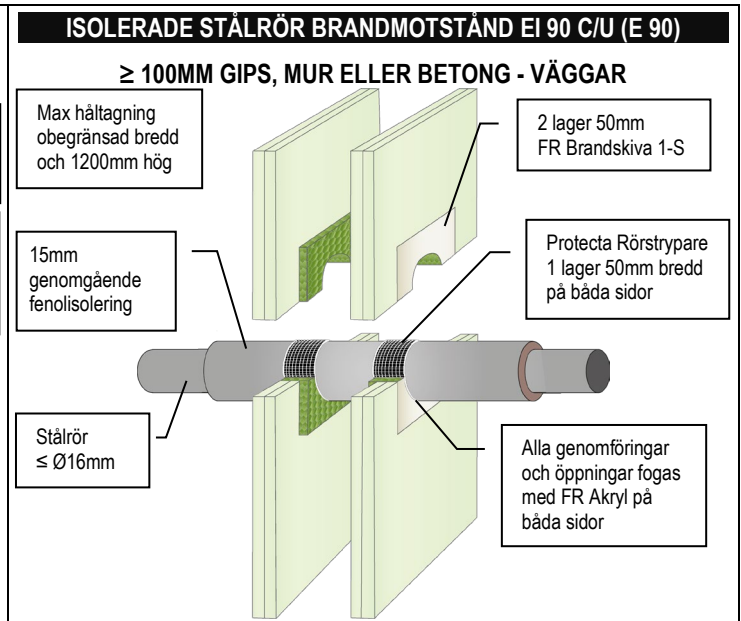 ISOLERADE STÅLRÖR BRANDMOTSTÅND EI 90 C/U (E 90)
≥ 100MM GIPS, MUR ELLER BETONG - VÄGGAR
Max håltagning
obegränsad bredd
och 1200mm hög
2 lager 50mm
FR Brandskiva 1-S
15mm
genomgående
fenolisolering
Protecta Rörstrypare
1 lager 50mm bredd
på båda sidor
Stålrör
≤ Ø16mm
Alla genomföringar
och öppningar fogas
med FR Akryl på
båda sidor